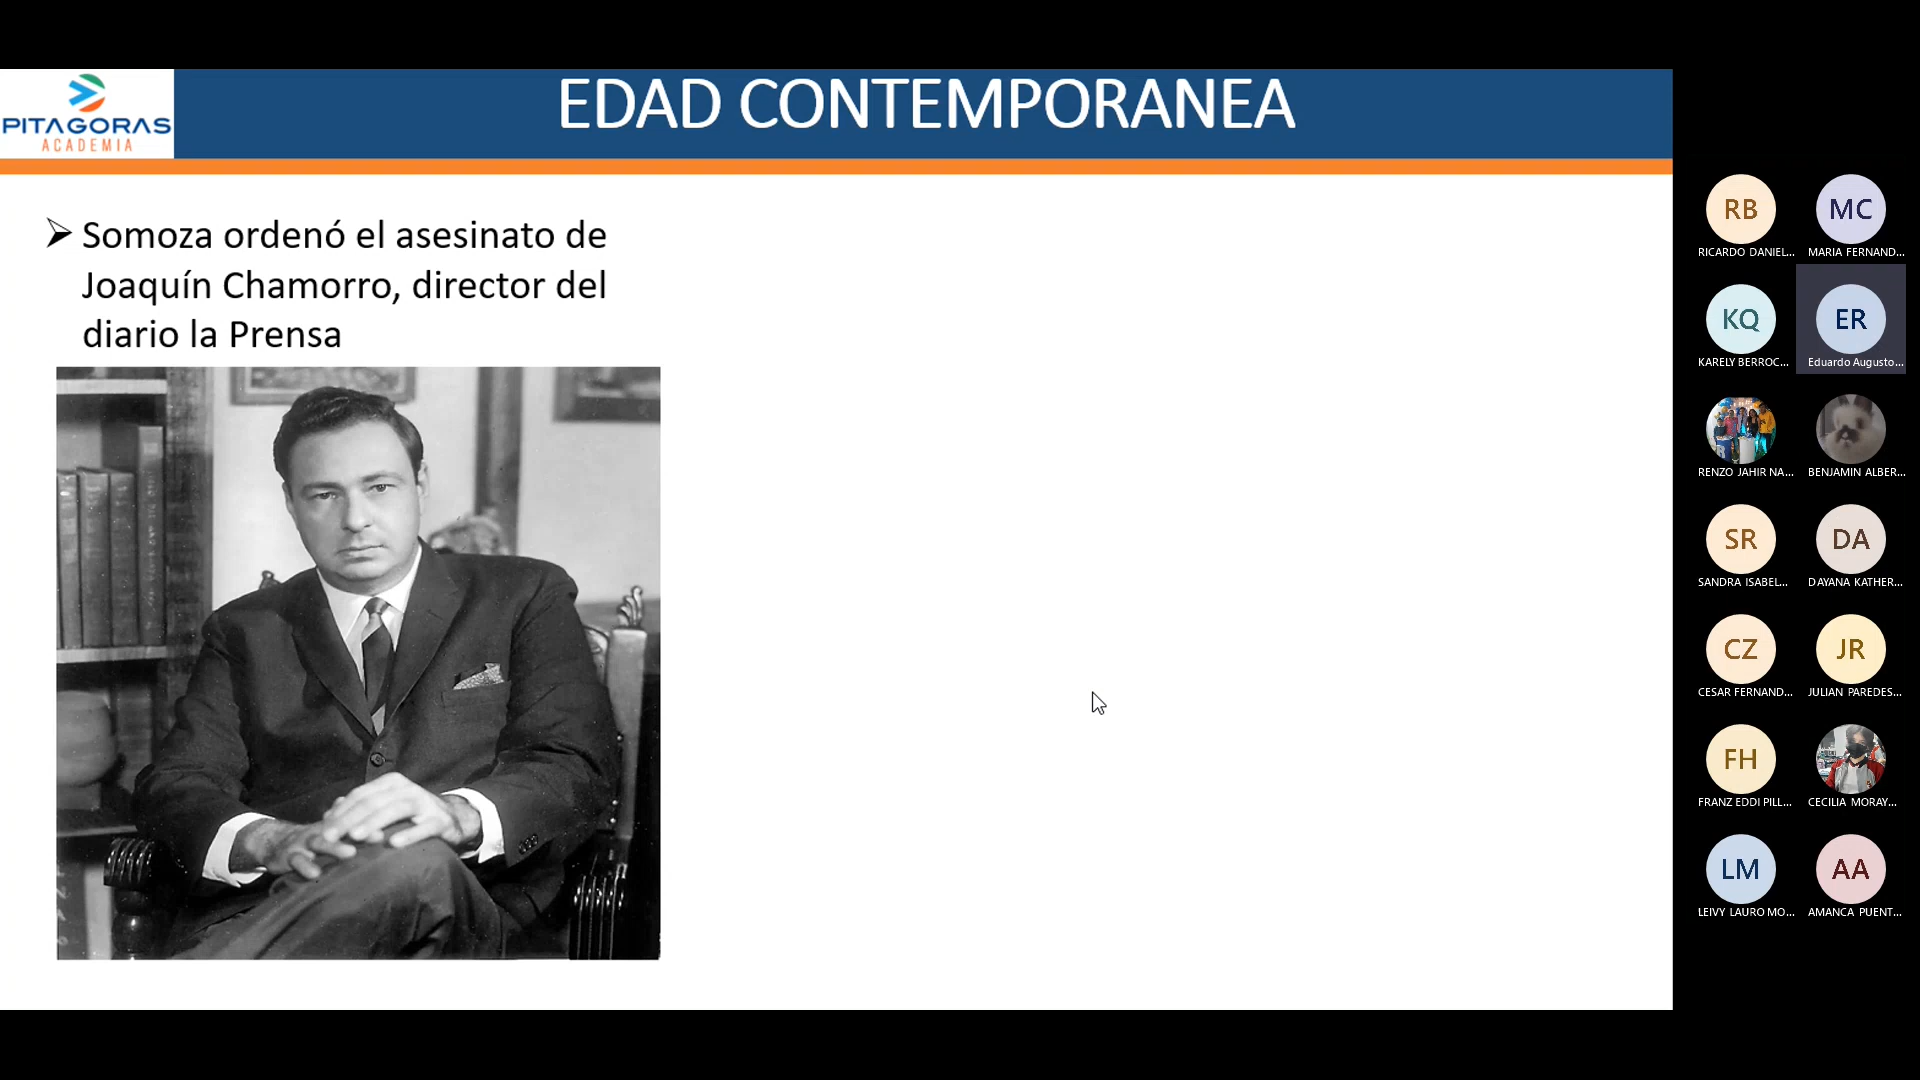 PITAGORAS
ACADEMIA
EDAD CONTEMPORANEA
Somoza ordenó el asesinato de
Joaquín Chamorro, director del
diario la Prensa
RB
RICARDO DANIEL...
MC
MARIA FERNAND...
KQ
KARELY BERROC...
ER
Eduardo Augusto...
RENZO JAHIR NA...
BENJAMIN ALBER...
SR
SANDRA ISABEL...
DA
DAYANA KATHER...
CZ
CESAR FERNAND...
JR
JULIAN PAREDES...
FH
FRANZ EDDI PILL...
CECILIA MORAY...
LM
LEIVY LAURO MO...
AA
AMANCA PUENT...